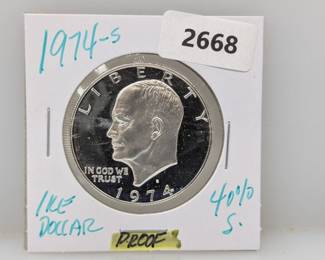 1974-S
2668
LIBERTY
IN GOD WE
TRUST
1974
IKE
DOLLAR
40%
S.
PROOF